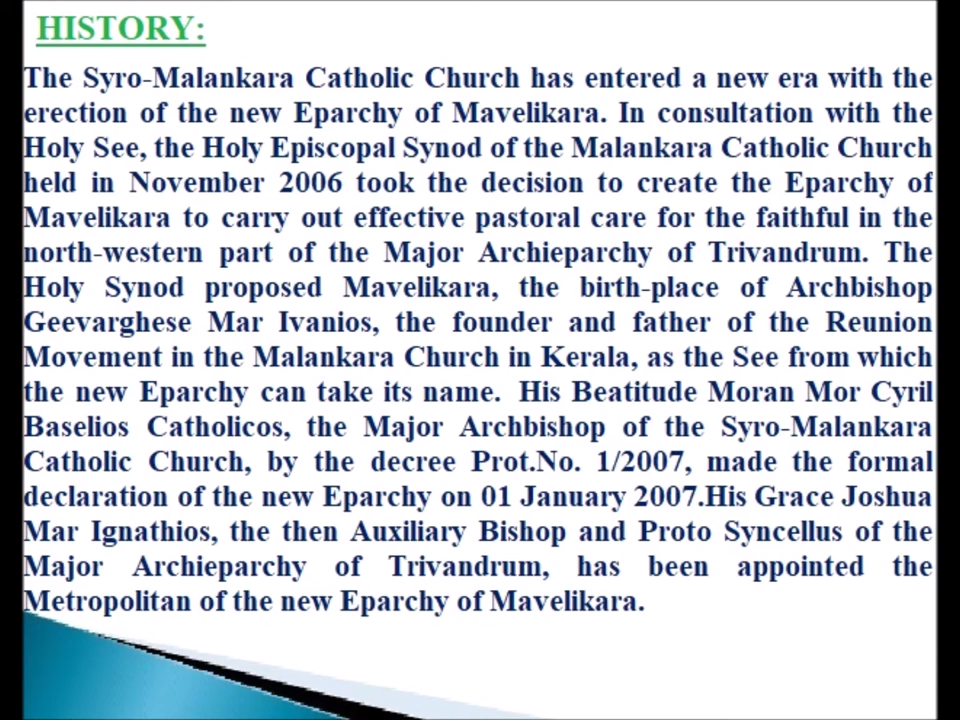 HISTORY:
The Syro-Malankara Catholic Church has entered a new era with the
erection of the new Eparchy of Mavelikara. In consultation with the
Holy See, the Holy Episcopal Synod of the Malankara Catholic Church
held in November 2006 took the decision to create the Eparchy of
Mavelikara to carry out effective pastoral care for the faithful in the
north-western part of the Major Archieparchy of Trivandrum. The
Holy Synod proposed Mavelikara, the birth-place of Archbishop
Geevarghese Mar Ivanios, the founder and father of the Reunion
Movement in the Malankara Church in Kerala, as the See from which
the new Eparchy can take its name. His Beatitude Moran Mor Cyril
Baselios Catholicos, the Major Archbishop of the Syro-Malankara
Catholic Church, by the decree Prot.No. 1/2007, made the formal
declaration of the new Eparchy on 01 January 2007.His Grace Joshua
Mar Ignathios, the then Auxiliary Bishop and Proto Syncellus of the
Major Archieparchy of Trivandrum, has been appointed the
Metropolitan of the new Eparchy of Mavelikara.